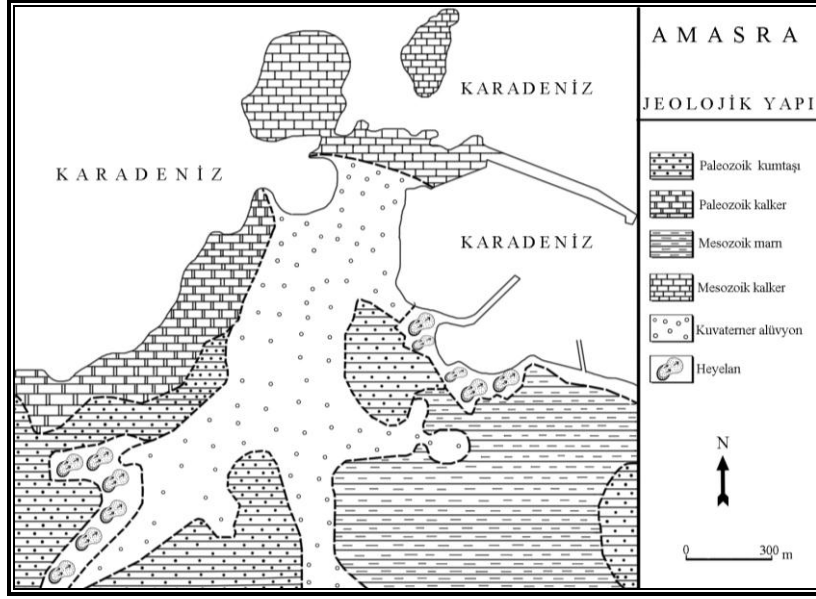 AMASRA
JEOLOJİK YAPI
KARADENİZ
KARADENİZ
KARADENİZ
Paleozoik kumtaşı
Paleozoik kalker
Mesozoik marn
Mesozoik kalker
Kuvaterner alüvyon
Heyelan
N
0 300 m